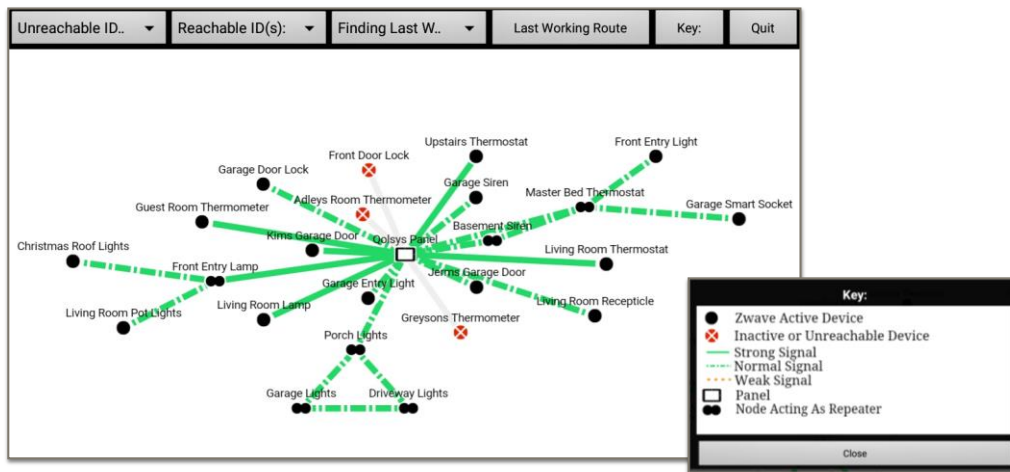 Unreachable ID..
Reachable ID(s):
Finding Last W..
Last Working Route
Key:
Quit
Upstairs Thermostat
Front Entry Light
Front Door Lock
Garage Door Lock
Garage Siren
Master Bed Thermostat
Adleys Room Thermometer
Garage Smart Socket
Guest Room Thermometer
Basement Siren
Kims Garage Door
Qolsys Panel
Christmas Roof Lights
Living Room Thermostat
Front Entry Lamp
Jerms Garage Door
Garage Entry Light
Living Room Lamp
Living Room Recepticle
Living Room Pot Lights
Greysons Thermometer
Porch Lights
Garage Lights
Driveway Lights
Key:
Zwave Active Device
Inactive or Unreachable Device
Strong Signal
Normal Signal
Weak Signal
Panel
Node Acting As Repeater
Close